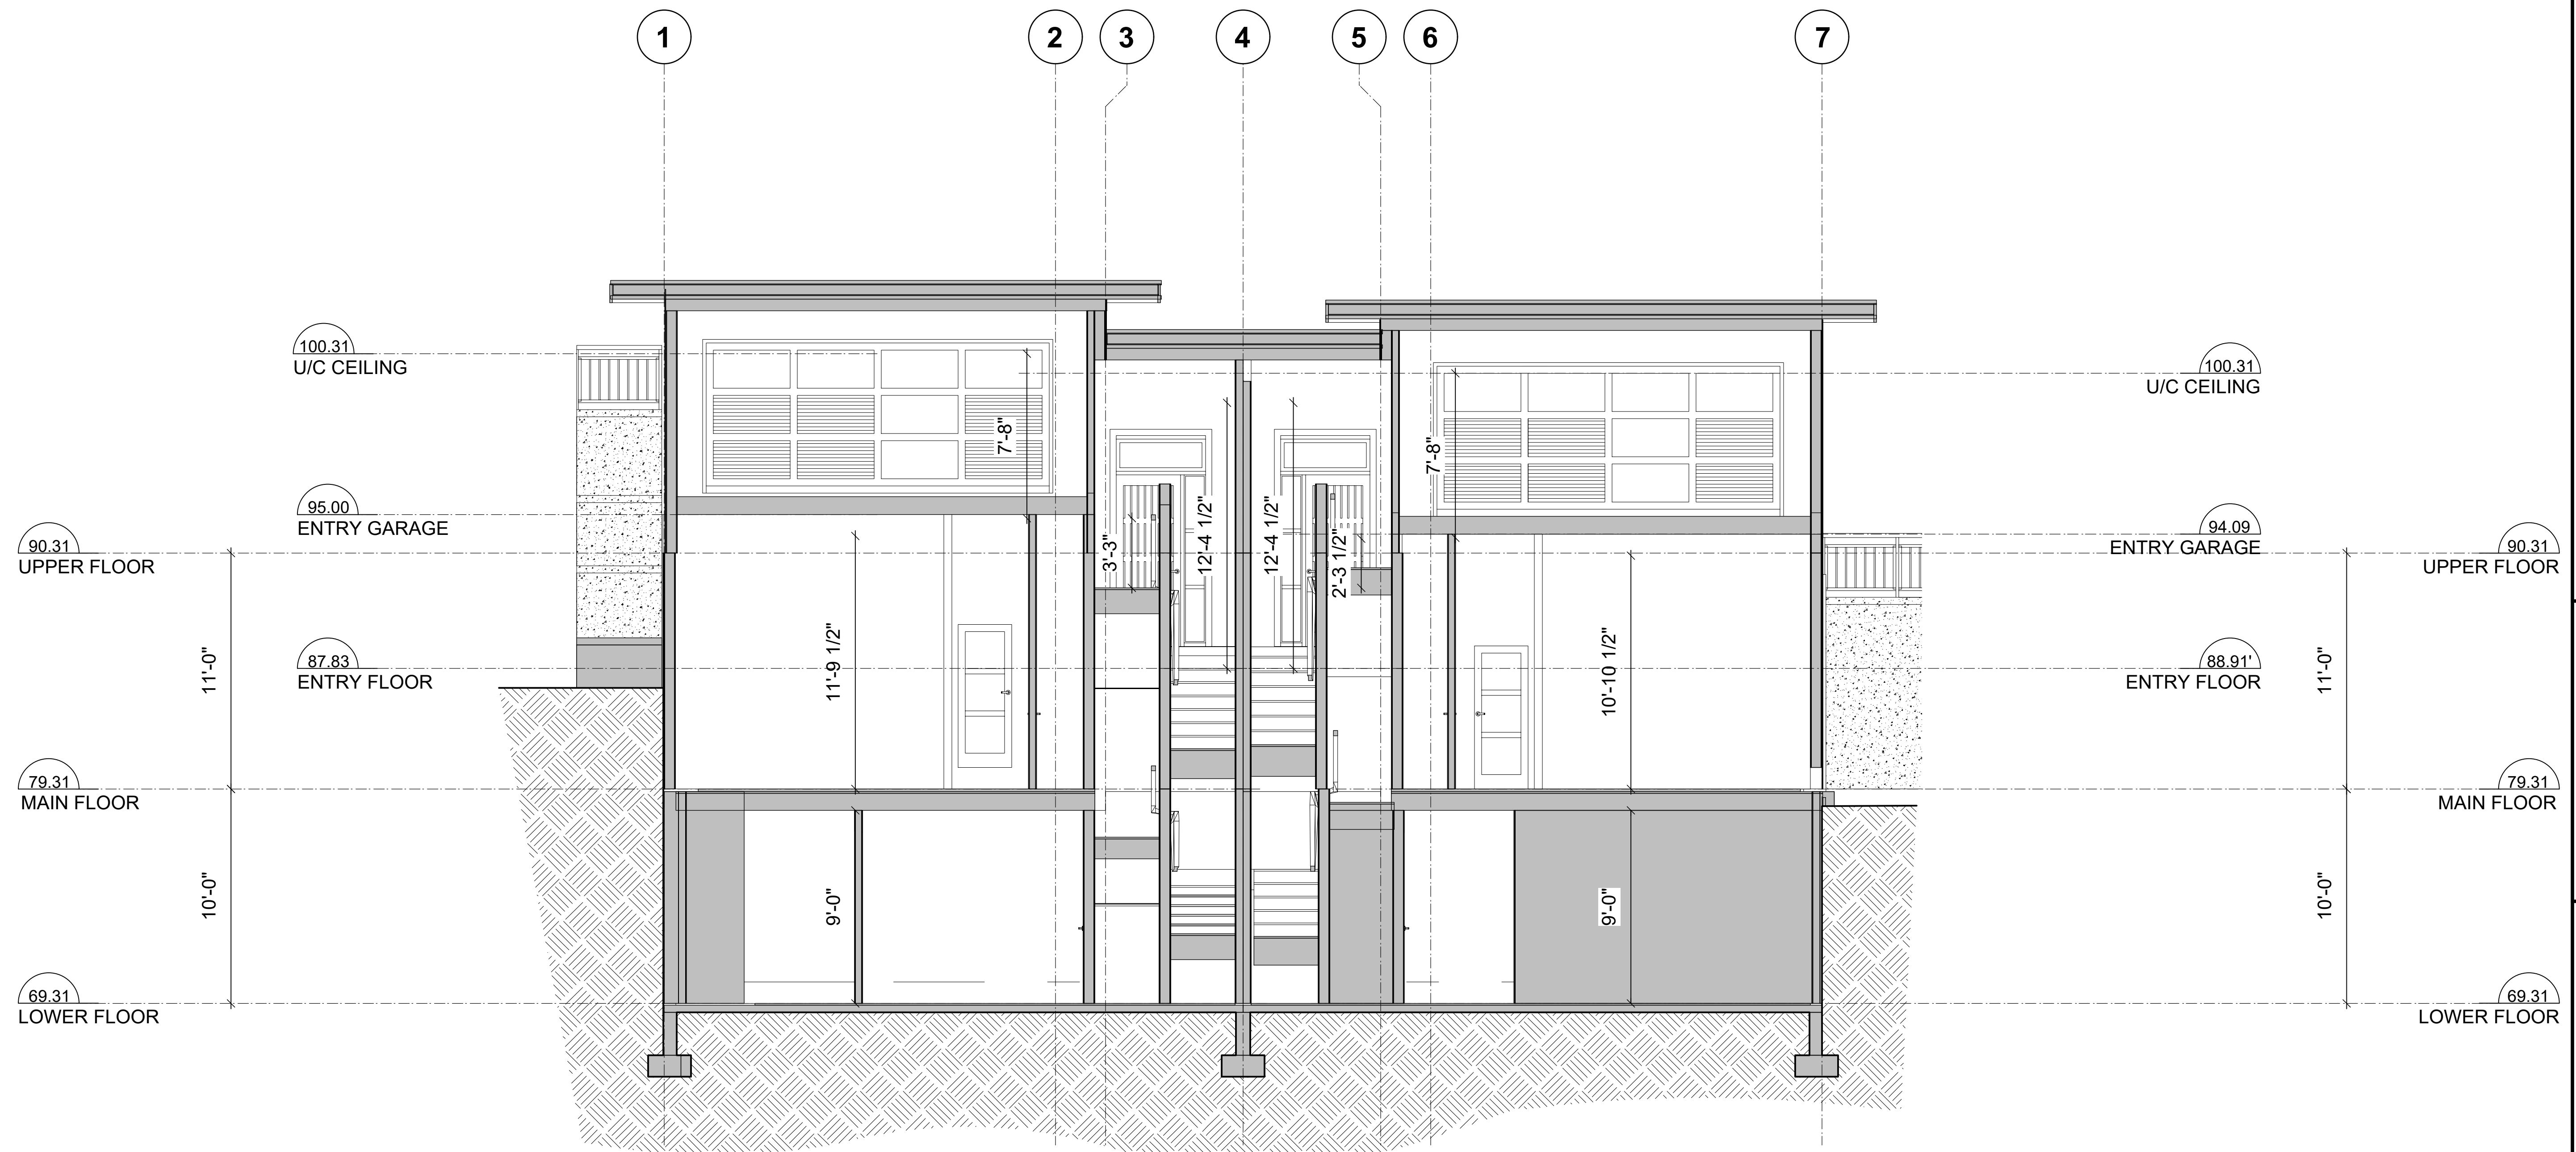 1 2 3 4 5 6 7
100.31
U/C CEILING
100.31
U/C CEILING
7'-8"
7'-8"
95.00
ENTRY GARAGE
94.09
ENTRY GARAGE
90.31
UPPER FLOOR
90.31
UPPER FLOOR
3'-3"
12'-4 1/2"
12'-4 1/2"
2'-3 1/2"
87.83
ENTRY FLOOR
88.91'
ENTRY FLOOR
11'-0"
11'-9 1/2"
10'-10 1/2"
11'-0"
79.31
MAIN FLOOR
79.31
MAIN FLOOR
10'-0"
9'-0"
9'-0"
10'-0"
69.31
LOWER FLOOR
69.31
LOWER FLOOR